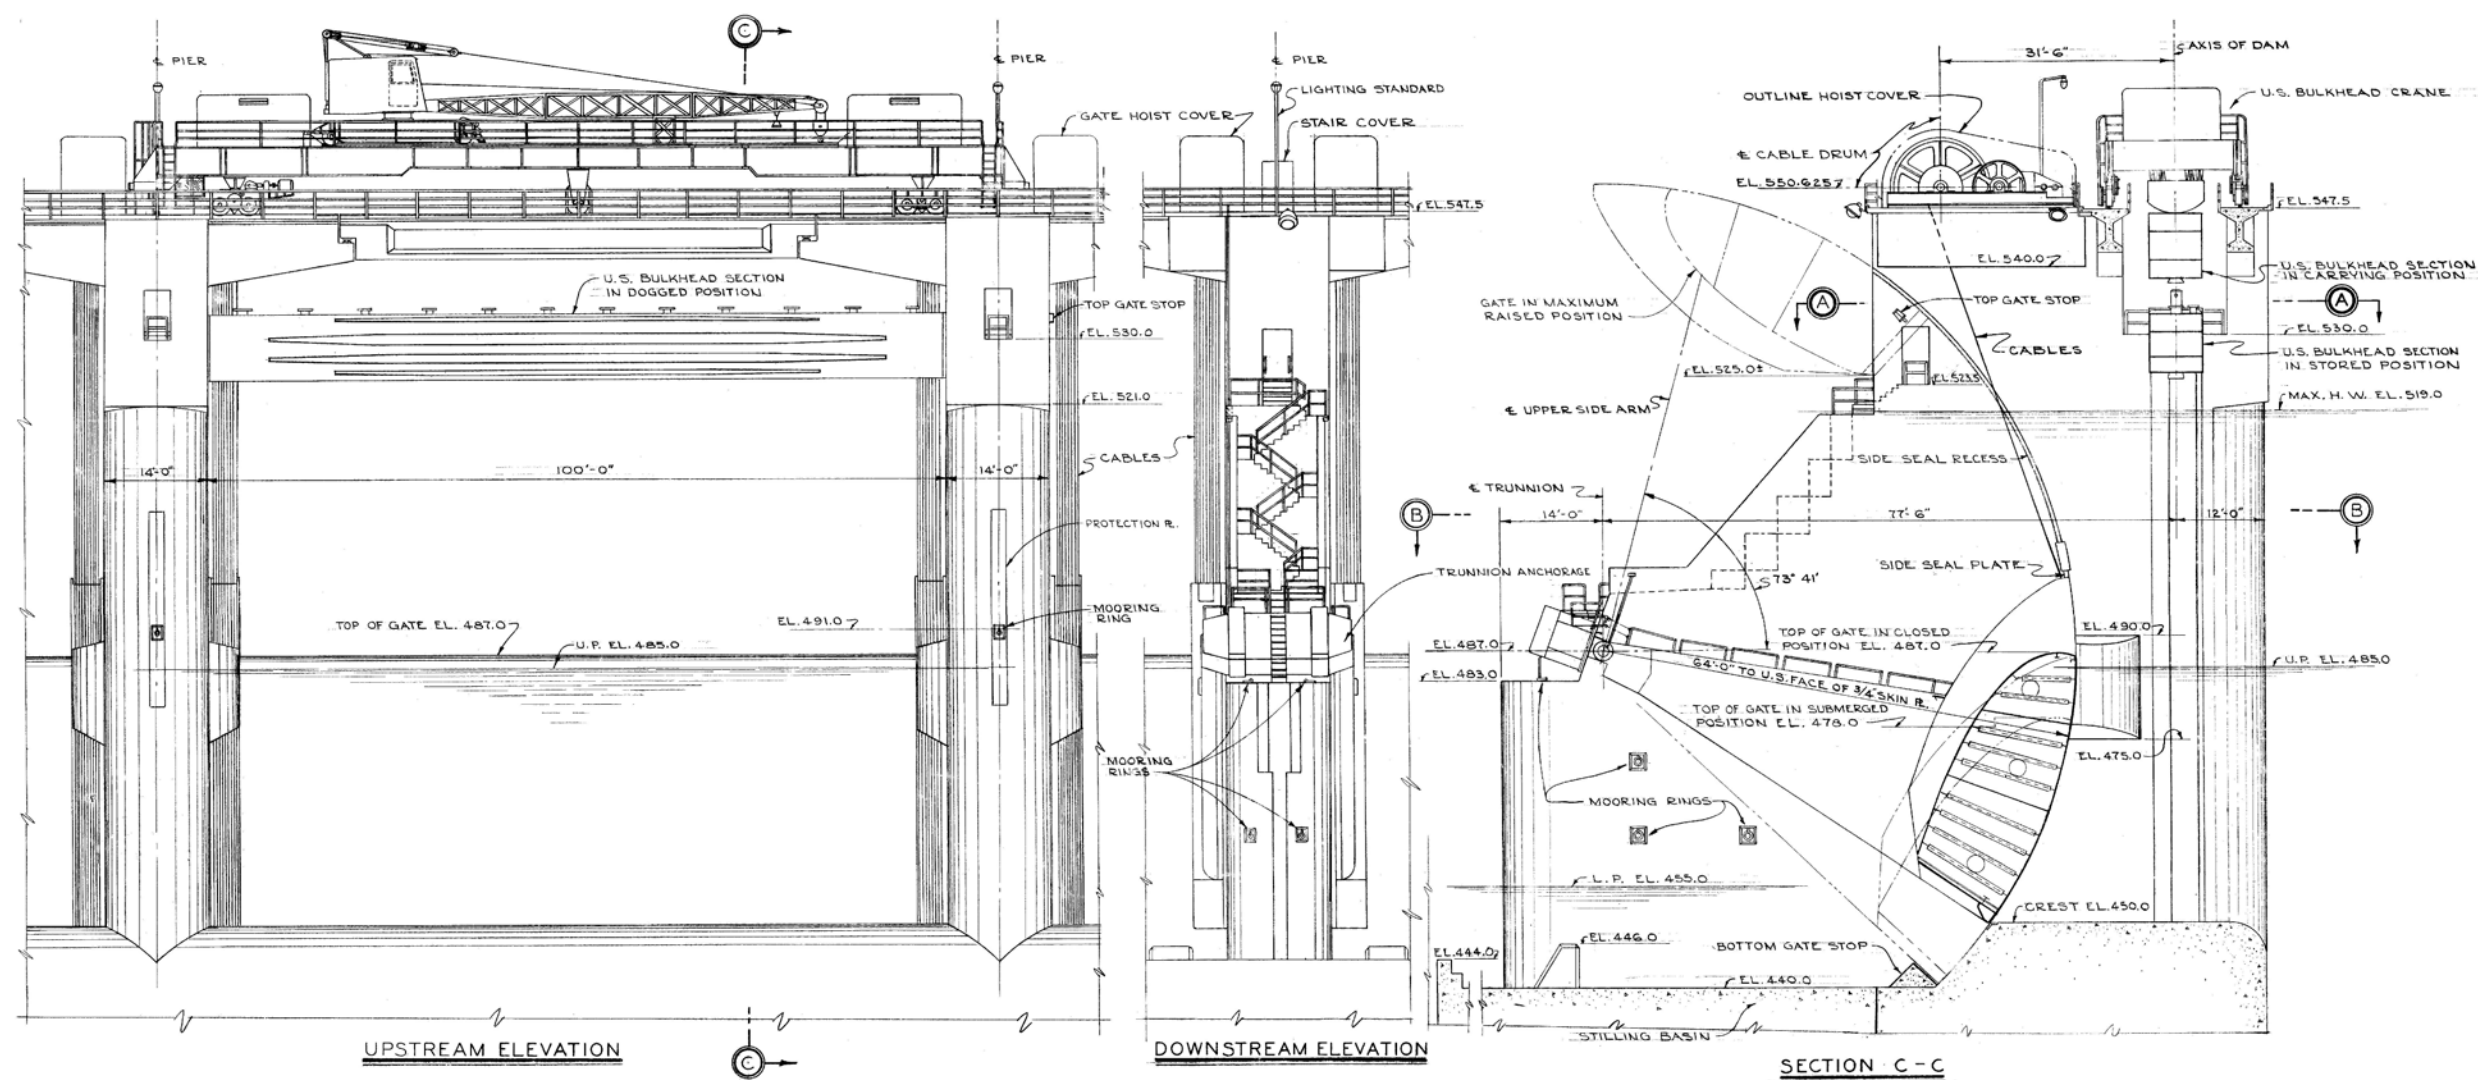 C
℄ PIER
℄ PIER
GATE HOIST COVER
U.S. BULKHEAD SECTION
IN DOGGED POSITION
TOP GATE STOP
EL. 530.0
EL. 521.0
14'-0"
100'-0"
14'-0"
CABLES
PROTECTION PL.
MOORING
RING
TOP OF GATE EL. 487.0
U.P. EL. 485.0
EL. 491.0
MOORING
RINGS
UPSTREAM ELEVATION
C
℄ PIER
LIGHTING STANDARD
STAIR COVER
EL. 547.5
TRUNNION ANCHORAGE
DOWNSTREAM ELEVATION
31'-6"
℄ AXIS OF DAM
OUTLINE HOIST COVER
U.S. BULKHEAD CRANE
℄ CABLE DRUM
EL. 550.625
EL. 547.5
EL. 540.0
U.S. BULKHEAD SECTION
IN CARRYING POSITION
GATE IN MAXIMUM
RAISED POSITION
A
TOP GATE STOP
A
EL. 530.0
CABLES
U.S. BULKHEAD SECTION
IN STORED POSITION
EL. 525.0±
EL. 523.5
MAX. H. W. EL. 519.0
℄ UPPER SIDE ARM
SIDE SEAL RECESS
℄ TRUNNION
B
14'-0"
77'-6"
12'-0"
B
SIDE SEAL PLATE
73° 41'
EL. 487.0
TOP OF GATE IN CLOSED
POSITION EL. 487.0
EL. 490.0
U.P. EL. 485.0
EL. 483.0
64'-0" TO U.S. FACE OF 3/4" SKIN PL.
TOP OF GATE IN SUBMERGED
POSITION EL. 478.0
EL. 475.0
MOORING RINGS
L.P. EL. 455.0
CREST EL. 450.0
EL. 444.0
EL. 446.0
BOTTOM GATE STOP
EL. 440.0
STILLING BASIN
SECTION C-C